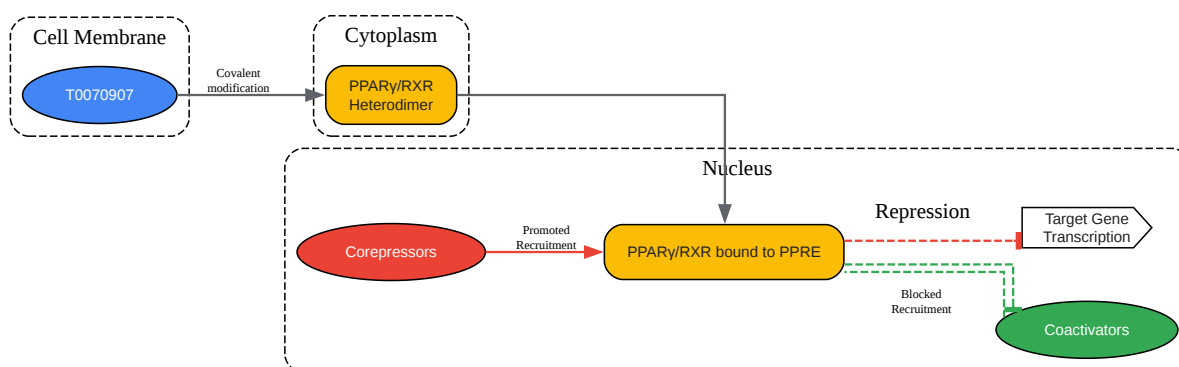 Cell Membrane
T0070907
Covalent
modification
Cytoplasm
PPARγ/RXR
Heterodimer
Nucleus
Corepressors
Promoted
Recruitment
PPARγ/RXR bound to PPRE
Repression
Target Gene
Transcription
Blocked
Recruitment
Coactivators